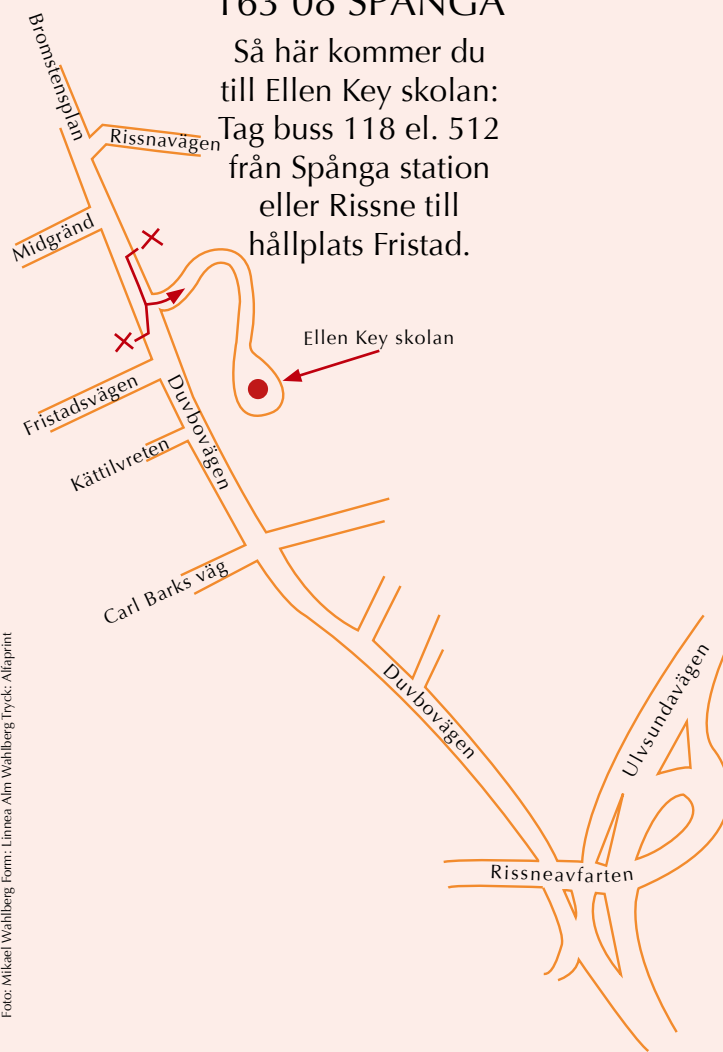 163 08 SPÅNGA
Så här kommer du
till Ellen Key skolan:
Tag buss 118 el. 512
från Spånga station
eller Rissne till
hållplats Fristad.
Bromstensplan
Rissnavägen
Midgränd
Ellen Key skolan
Fristadsvägen
Duvbovägen
Kättilvreten
Carl Barks väg
Duvbovägen
Ulvsundavägen
Rissneavfarten
Foto: Mikael Wahlberg Form: Linnea Alm Wahlberg Tryck: Alfaprint